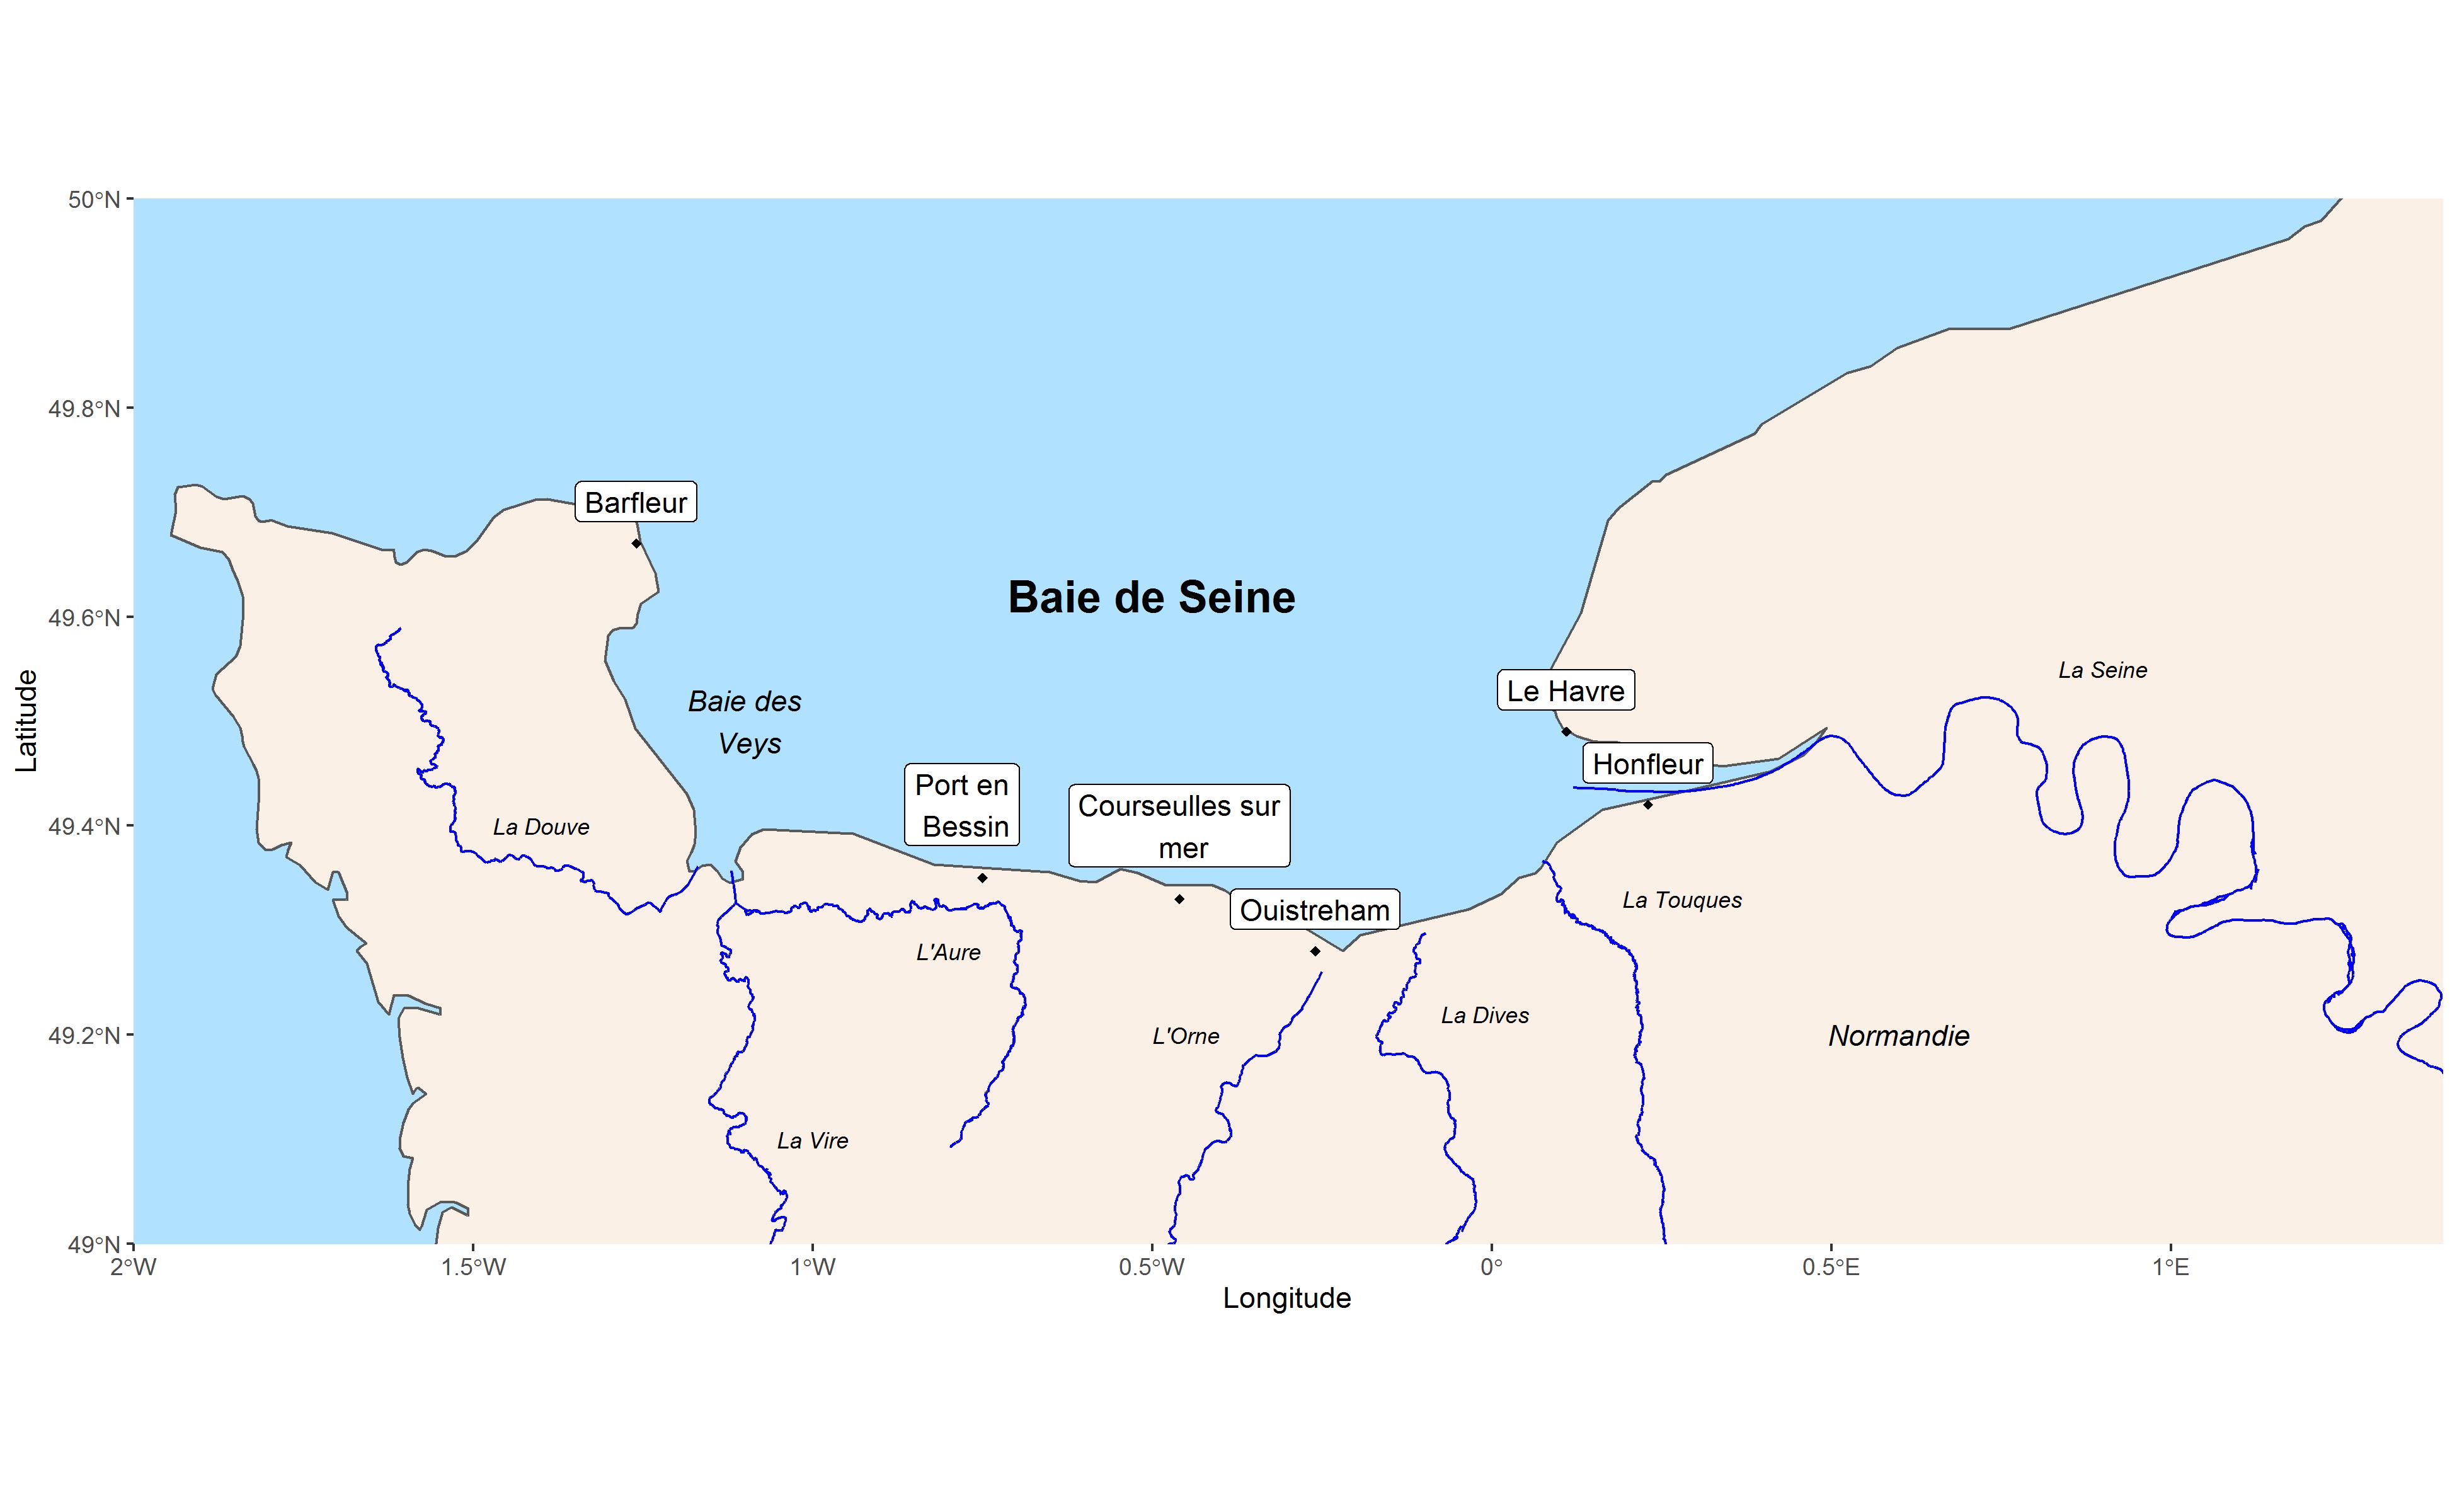 50°N
49.8°N
49.6°N
49.4°N
49.2°N
49°N
Latitude
Barfleur
Baie de Seine
Baie des
Veys
Le Havre
La Seine
Honfleur
Port en
Bessin
Courseulles sur
mer
La Douve
Ouistreham
La Touques
L'Aure
La Dives
L'Orne
Normandie
La Vire
2°W
1.5°W
1°W
0.5°W
0°
0.5°E
1°E
Longitude